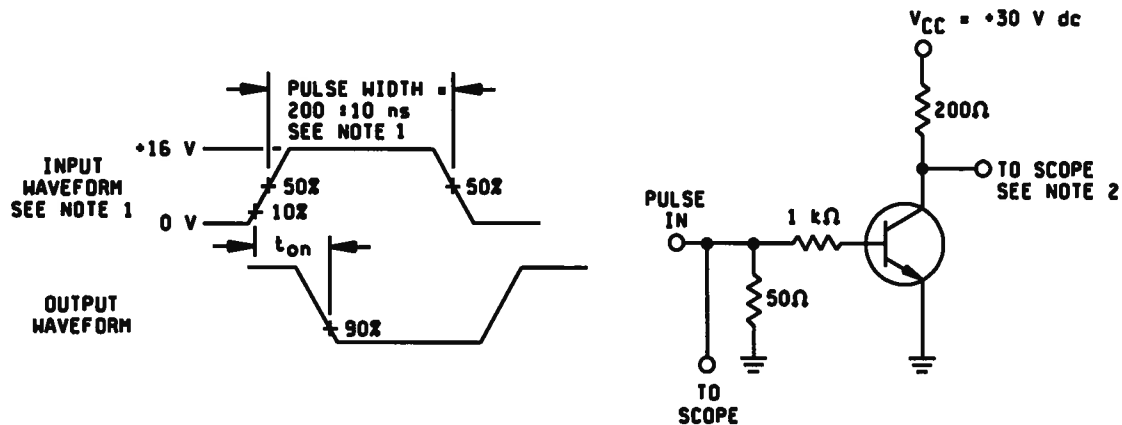 PULSE WIDTH =
200 ±10 ns
SEE NOTE 1
+16 V
INPUT
WAVEFORM
SEE NOTE 1
50%
50%
10%
0 V
ton
OUTPUT
WAVEFORM
90%
VCC = +30 V dc
200Ω
TO SCOPE
SEE NOTE 2
PULSE
IN
1 kΩ
50Ω
TO
SCOPE